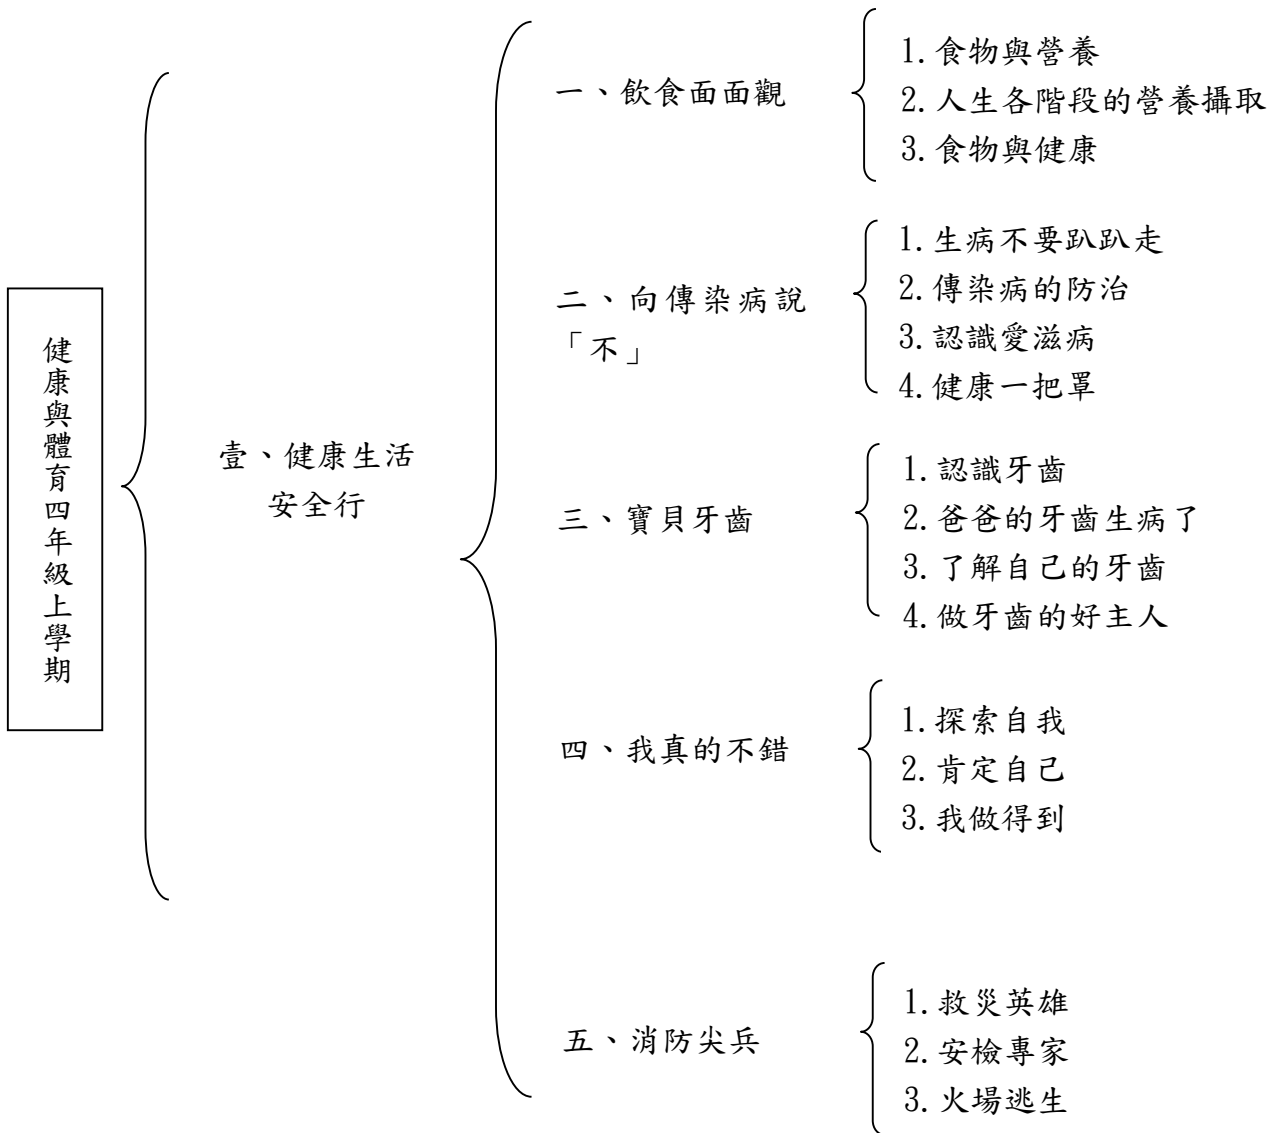 健康與體育四年級上學期
壹、健康生活
安全行
一、飲食面面觀
1.食物與營養
2.人生各階段的營養攝取
3.食物與健康
二、向傳染病說
「不」
1.生病不要趴趴走
2.傳染病的防治
3.認識愛滋病
4.健康一把罩
三、寶貝牙齒
1.認識牙齒
2.爸爸的牙齒生病了
3.了解自己的牙齒
4.做牙齒的好主人
四、我真的不錯
1.探索自我
2.肯定自己
3.我做得到
五、消防尖兵
1.救災英雄
2.安檢專家
3.火場逃生